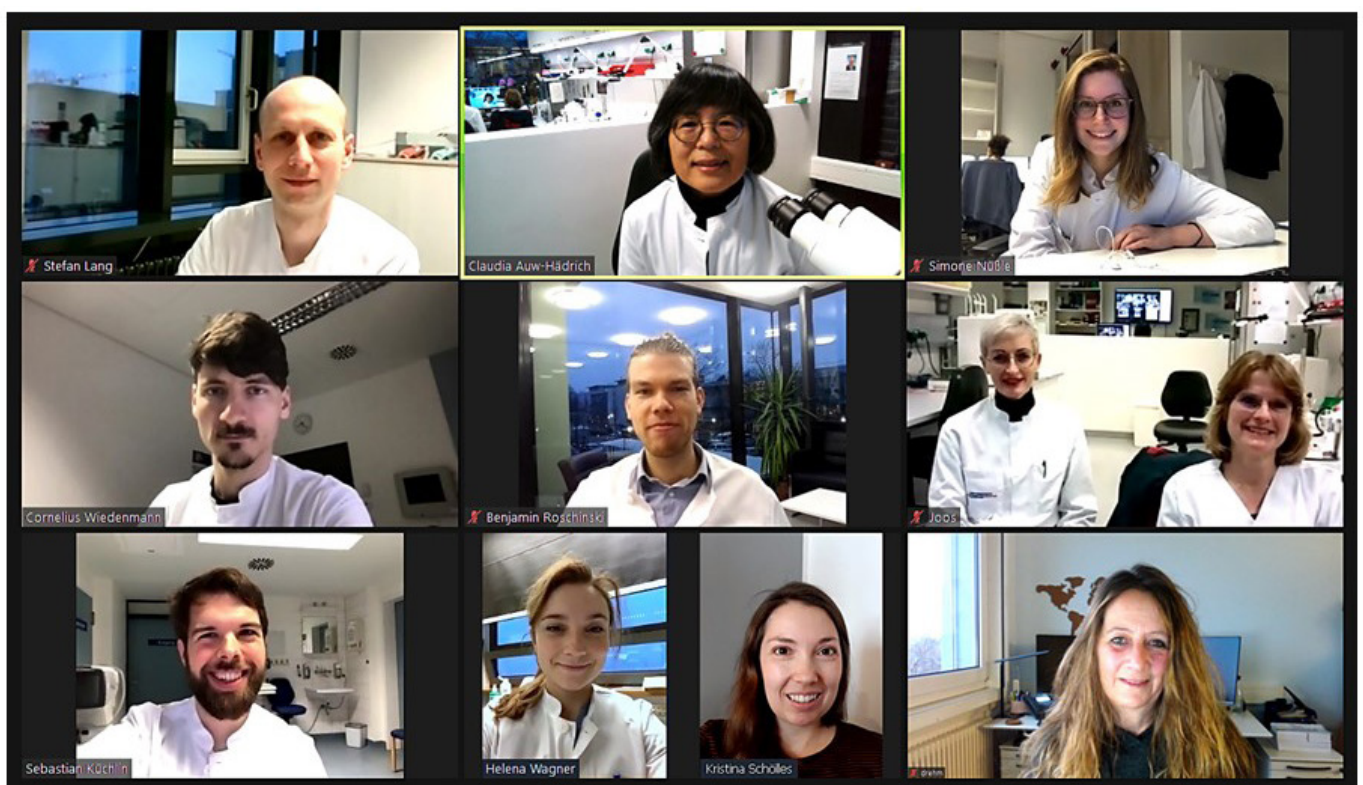 Stefan Lang
Claudia Auw-Hädrich
Simone Nüßle
Cornelius Wiedenmann
Benjamin Roschinski
Joos
Sebastian Küchlin
Helena Wagner
Kristina Schölles